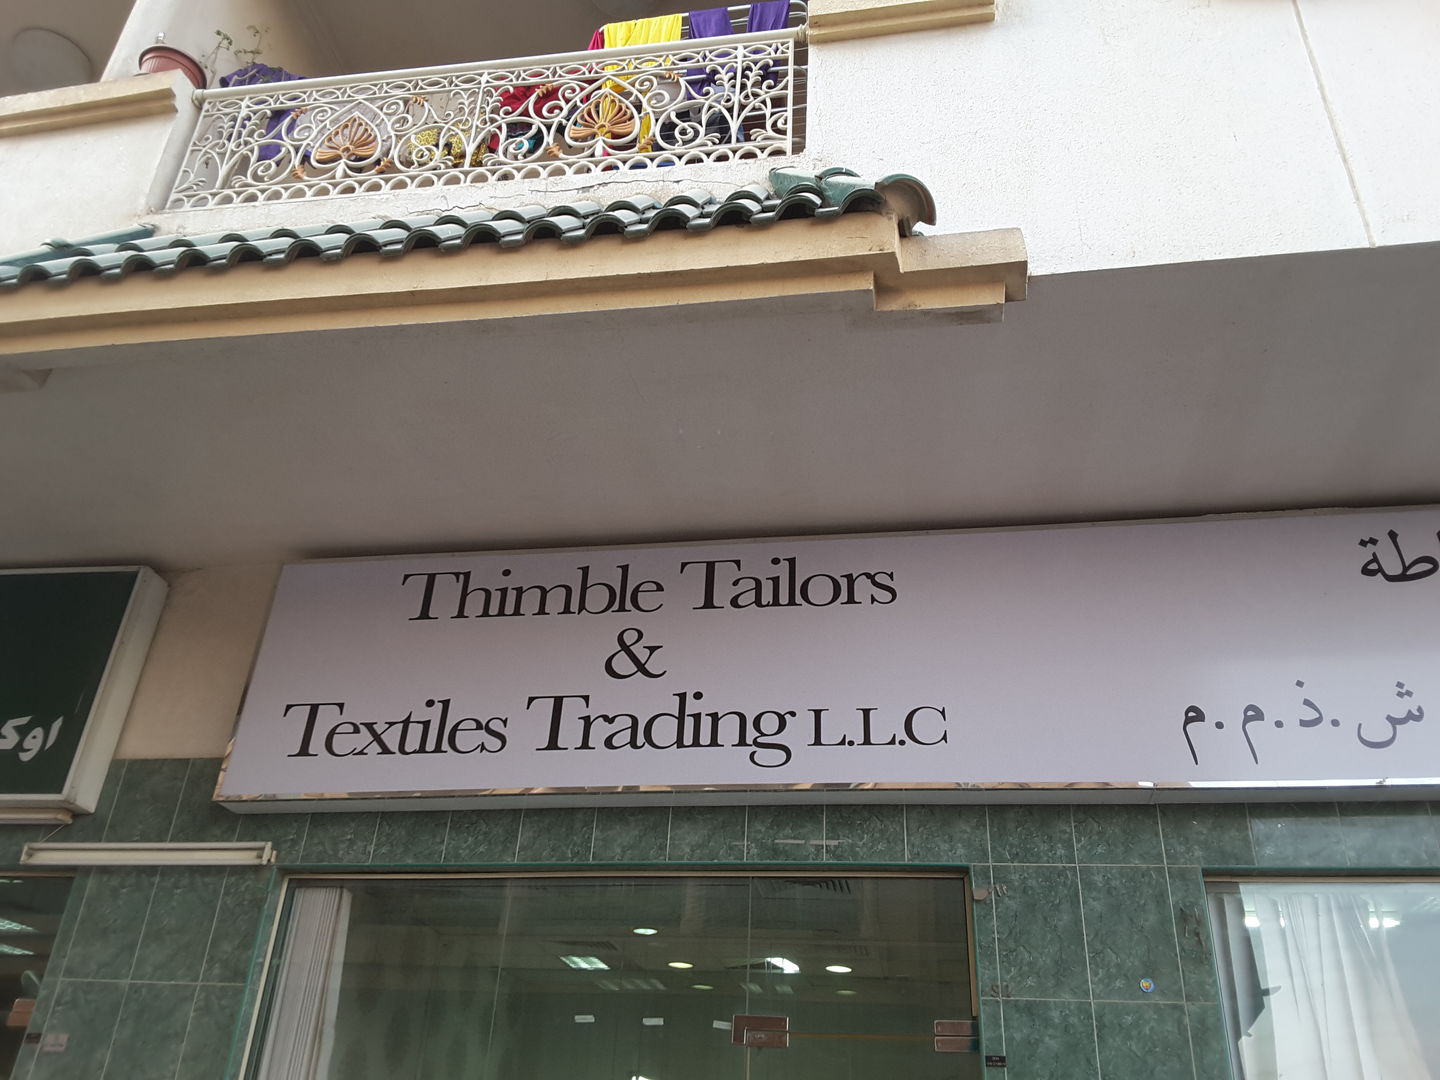 Thimble Tailors
&
Textiles Trading L.L.C
ش.ذ.م.م